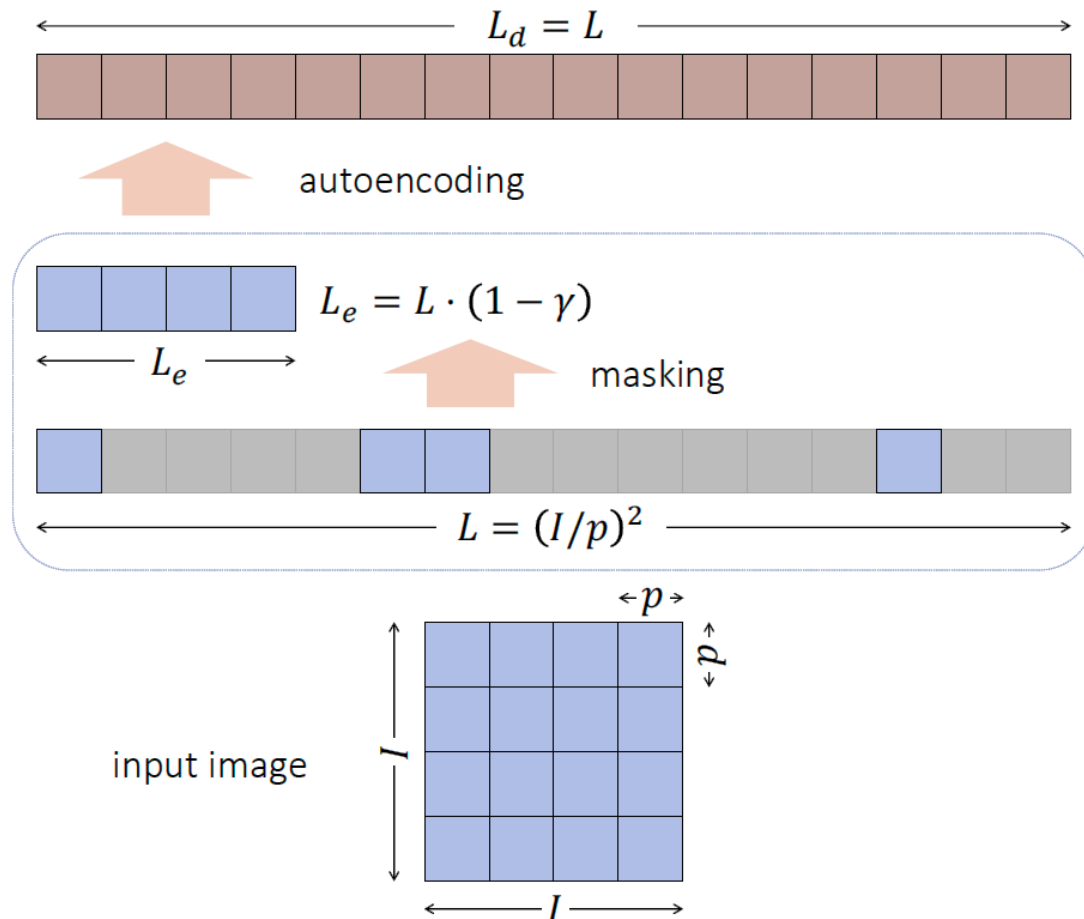 L_d = L
autoencoding
L_e = L · (1 − γ)
L_e
masking
L = (I/p)²
p
p
I
input image
I